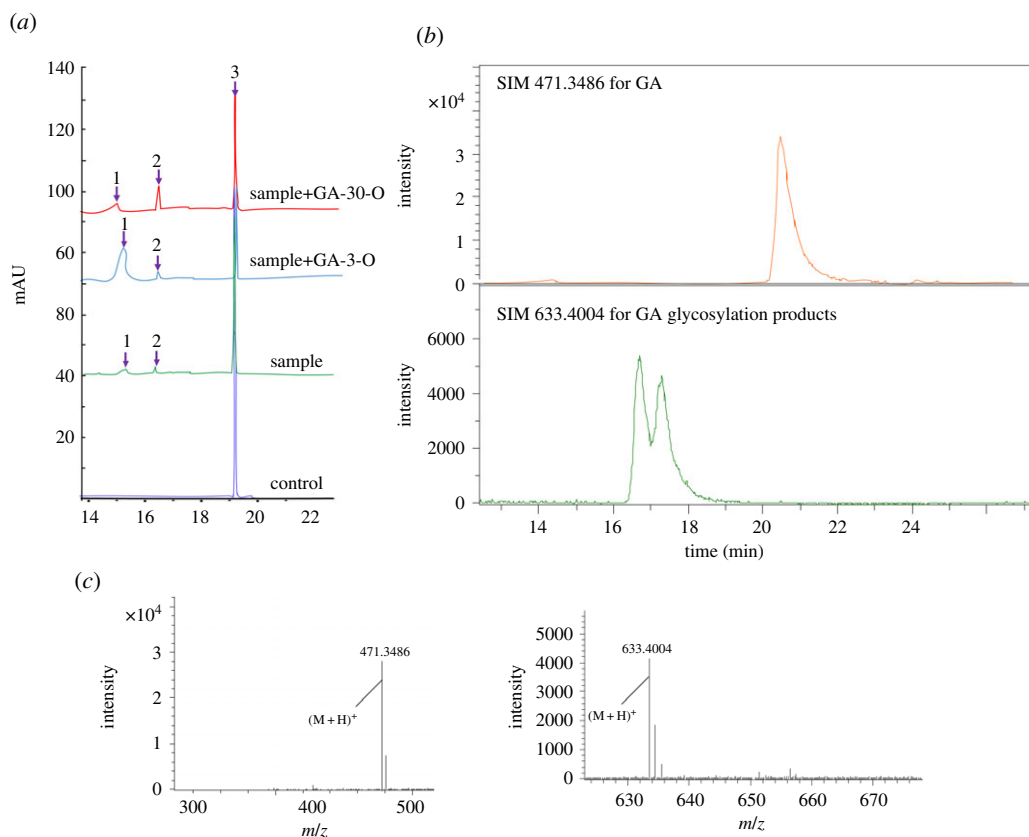 (a)
140
120
100
60
80
40
20
mAU
1
2
3
sample+GA-30-O
1
2
sample+GA-3-O
1
2
sample
control
14 16 18 20 22
(b)
SIM 471.3486 for GA
×10⁴
3
2
1
0
intensity
SIM 633.4004 for GA glycosylation products
6000
4000
2000
0
intensity
14 16 18 20 22 24
time (min)
(c)
×10⁴
3
2
1
0
intensity
471.3486
(M + H)⁺
300 400 500
m/z
5000
4000
3000
2000
1000
0
intensity
633.4004
(M + H)⁺
630 640 650 660 670
m/z